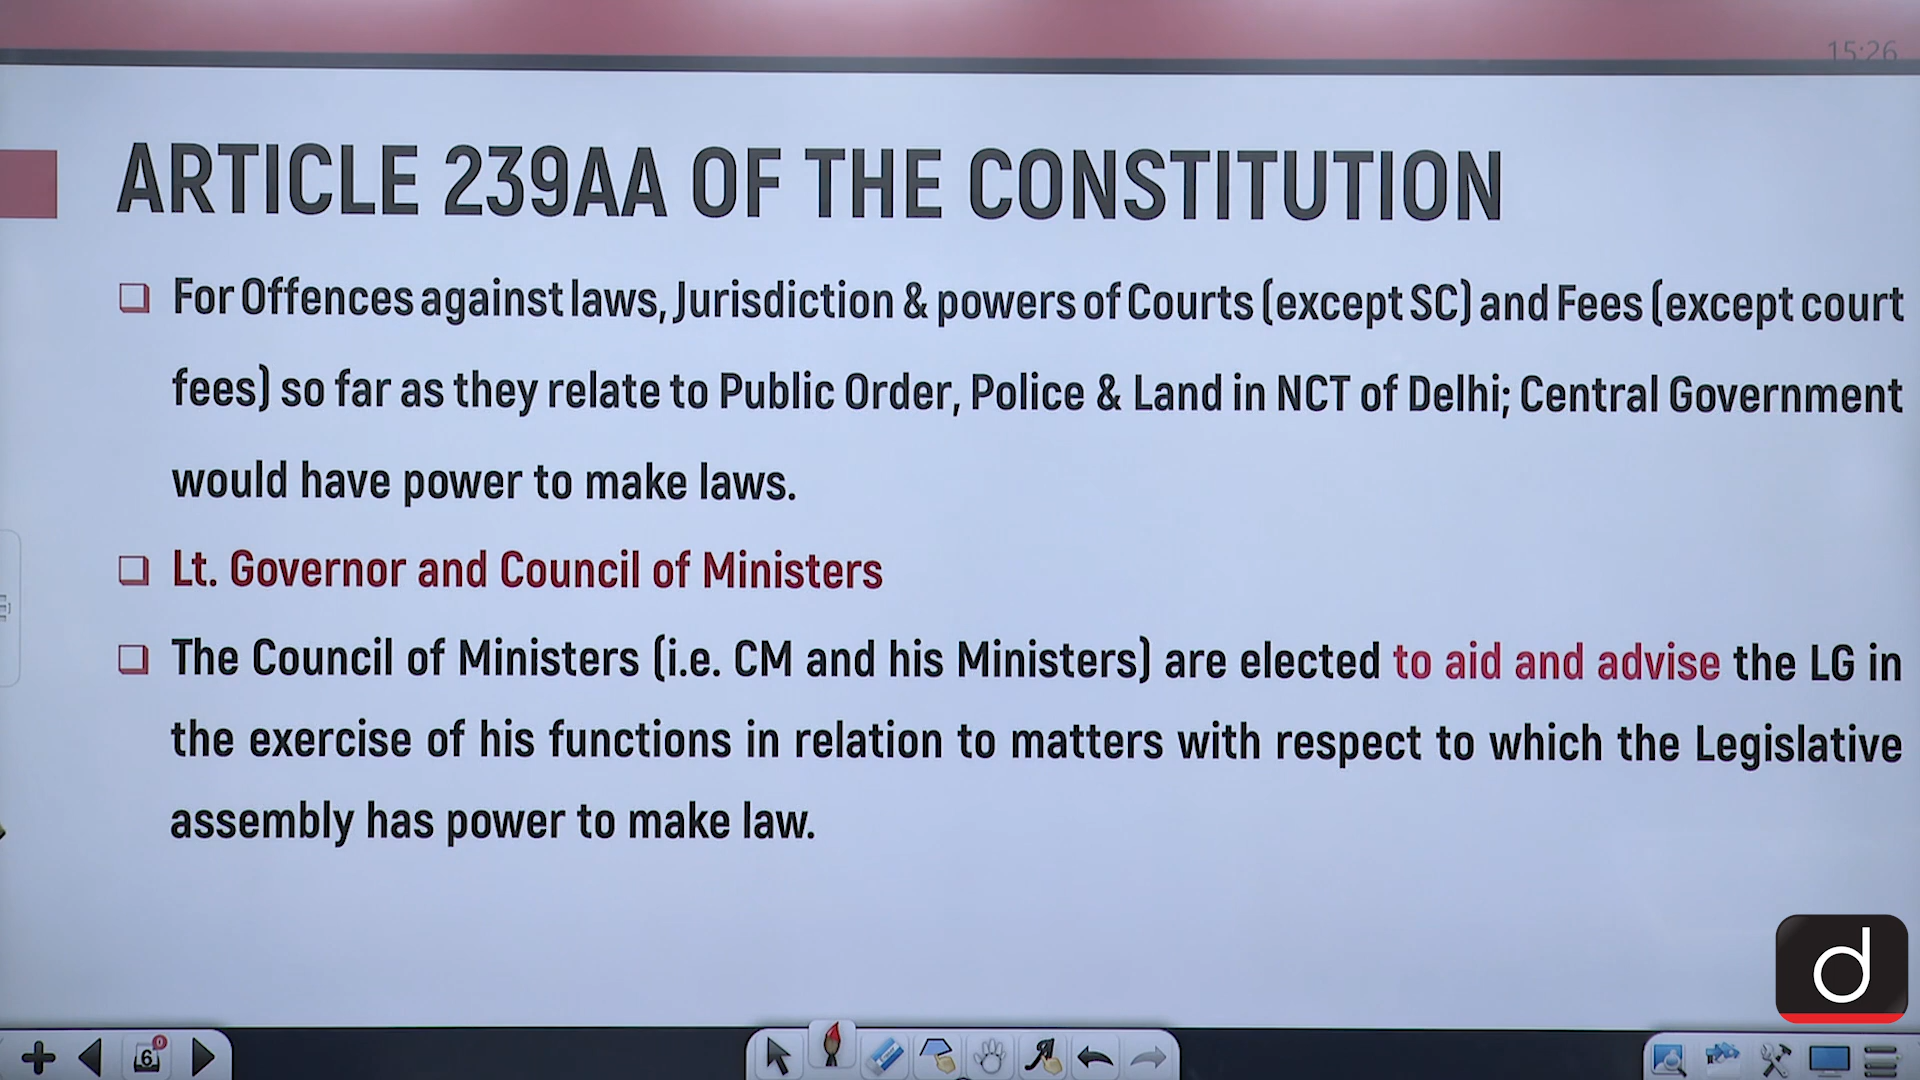 15:26
ARTICLE 239AA OF THE CONSTITUTION
For Offences against laws, Jurisdiction & powers of Courts (except SC) and Fees (except court
fees) so far as they relate to Public Order, Police & Land in NCT of Delhi; Central Government
would have power to make laws.
Lt. Governor and Council of Ministers
The Council of Ministers (i.e. CM and his Ministers) are elected to aid and advise the LG in
the exercise of his functions in relation to matters with respect to which the Legislative
assembly has power to make law.
d
6
0